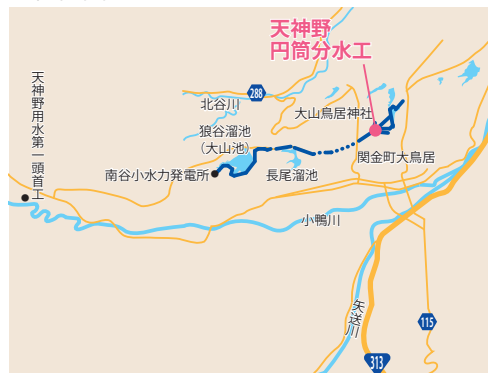 天神野
円筒分水工
天神野用水第一頭首工
288
北谷川
大山鳥居神社
狼谷溜池
（大山池）
関金町大鳥居
南谷小水力発電所
長尾溜池
小鴨川
矢送川
115
313